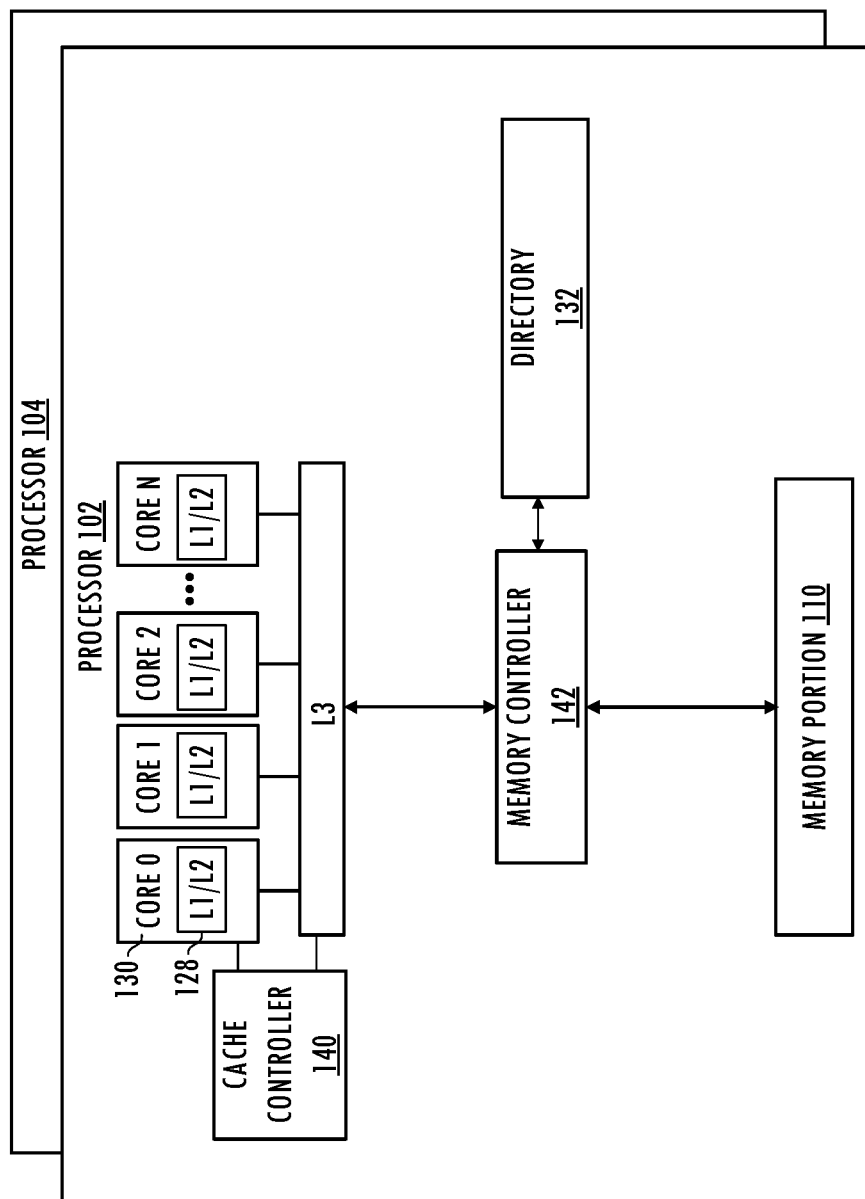 PROCESSOR 104
PROCESSOR 102
CORE 0
L1/L2
CORE 1
L1/L2
CORE 2
L1/L2
•••
CORE N
L1/L2
130
128
CACHE
CONTROLLER
140
L3
MEMORY CONTROLLER
142
DIRECTORY
132
MEMORY PORTION 110